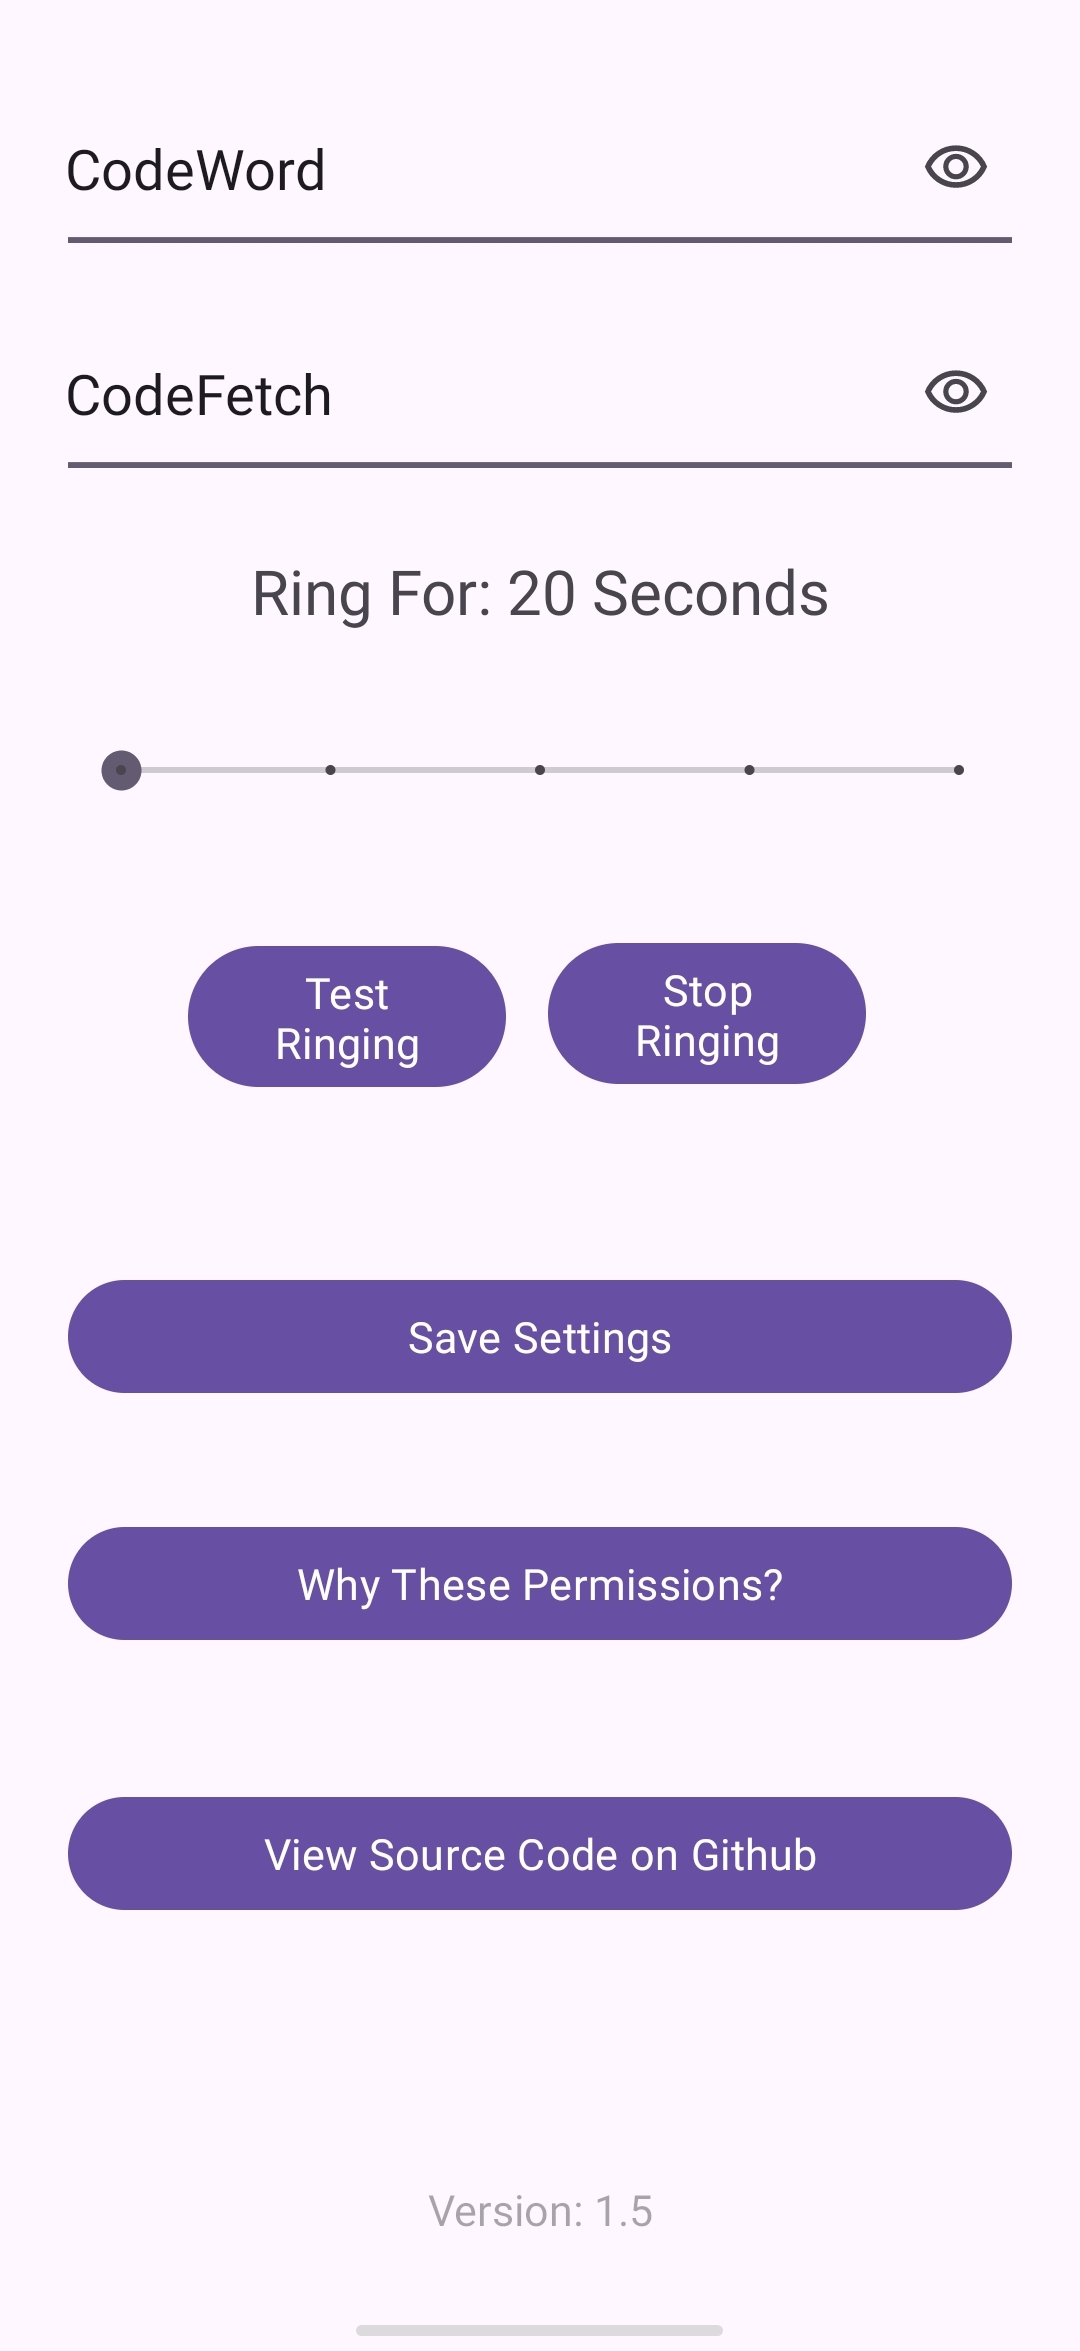 CodeWord
CodeFetch
Ring For: 20 Seconds
Test
Ringing
Stop
Ringing
Save Settings
Why These Permissions?
View Source Code on Github
Version: 1.5